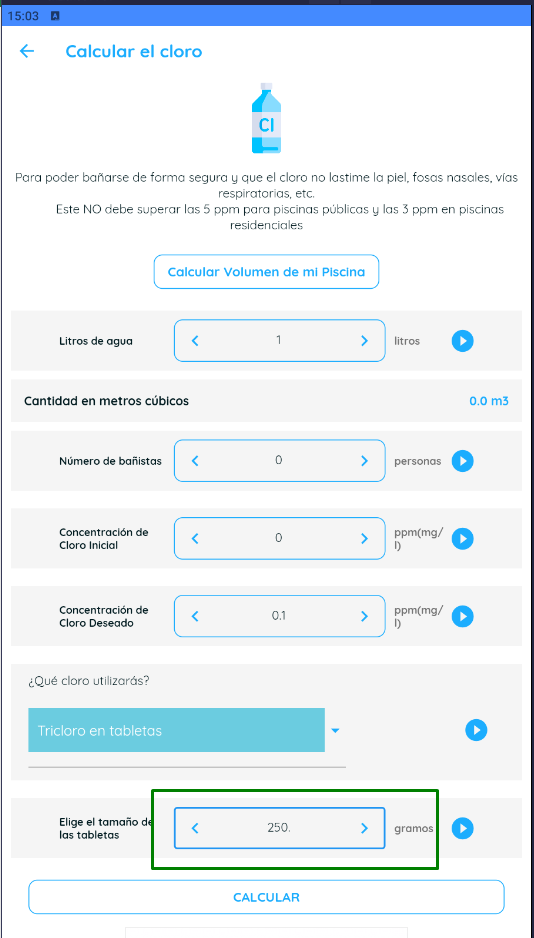 15:03 A
Calcular el cloro
Cl
Para poder bañarse de forma segura y que el cloro no lastime la piel, fosas nasales, vías
respiratorias, etc.
Este NO debe superar las 5 ppm para piscinas públicas y las 3 ppm en piscinas
residenciales
Calcular Volumen de mi Piscina
Litros de agua 1 litros
Cantidad en metros cúbicos 0.0 m3
Número de bañistas 0 personas
Concentración de
Cloro Inicial 0 ppm(mg/
l)
Concentración de
Cloro Deseado 0.1 ppm(mg/
l)
¿Qué cloro utilizarás?
Tricloro en tabletas
Elige el tamaño de
las tabletas 250. gramos
CALCULAR